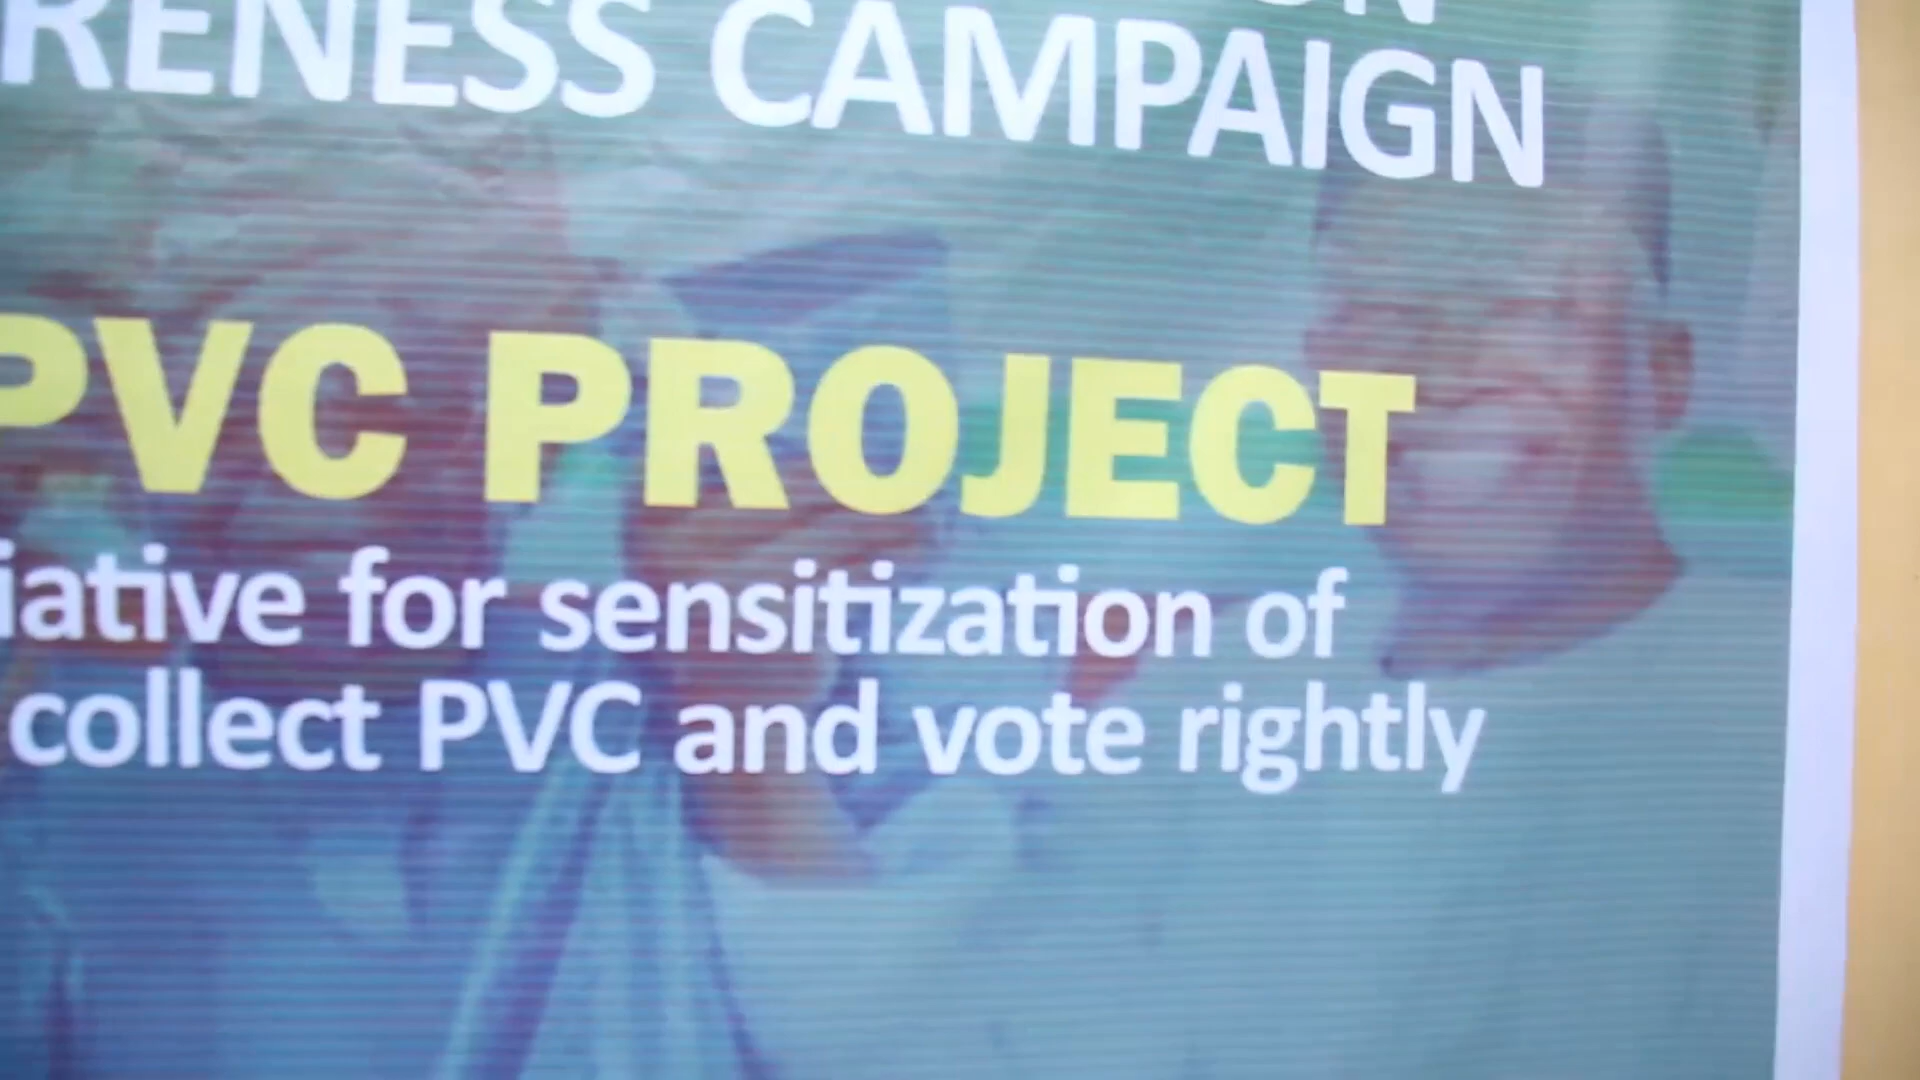 RENESS CAMPAIGN
PVC PROJECT
iative for sensitization of
collect PVC and vote rightly